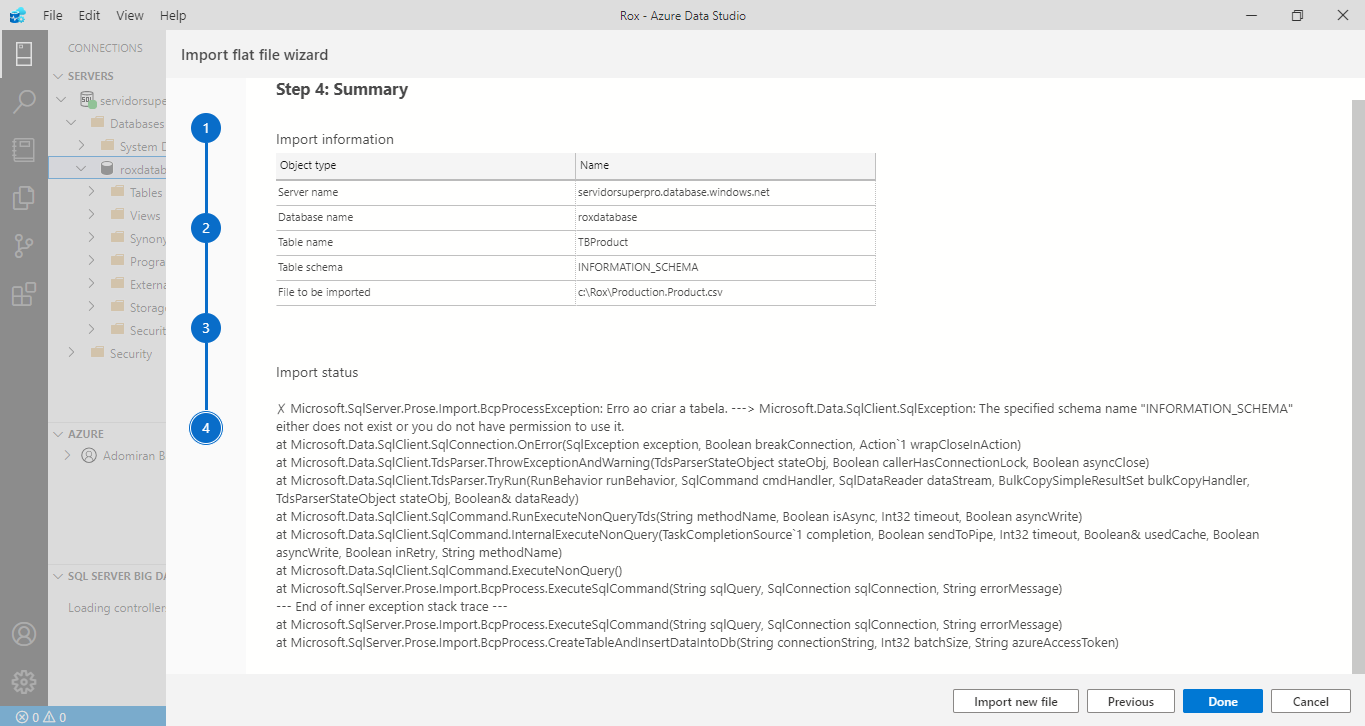 File Edit View Help
Rox - Azure Data Studio
CONNECTIONS
SERVERS
servidorsupe
Databases
System D
roxdatab
Tables
Views
Synony
Progra
Externa
Storag
Securit
Security
AZURE
Adomiran B
SQL SERVER BIG DA
Loading controller
0 0
Import flat file wizard
1
2
3
4
Step 4: Summary
Import information
Object type Name
Server name servidorsuperpro.database.windows.net
Database name roxdatabase
Table name TBProduct
Table schema INFORMATION_SCHEMA
File to be imported c:\Rox\Production.Product.csv
Import status
✗ Microsoft.SqlServer.Prose.Import.BcpProcessException: Erro ao criar a tabela. ---> Microsoft.Data.SqlClient.SqlException: The specified schema name "INFORMATION_SCHEMA"
either does not exist or you do not have permission to use it.
at Microsoft.Data.SqlClient.SqlConnection.OnError(SqlException exception, Boolean breakConnection, Action`1 wrapCloseInAction)
at Microsoft.Data.SqlClient.TdsParser.ThrowExceptionAndWarning(TdsParserStateObject stateObj, Boolean callerHasConnectionLock, Boolean asyncClose)
at Microsoft.Data.SqlClient.TdsParser.TryRun(RunBehavior runBehavior, SqlCommand cmdHandler, SqlDataReader dataStream, BulkCopySimpleResultSet bulkCopyHandler,
TdsParserStateObject stateObj, Boolean& dataReady)
at Microsoft.Data.SqlClient.SqlCommand.RunExecuteNonQueryTds(String methodName, Boolean isAsync, Int32 timeout, Boolean asyncWrite)
at Microsoft.Data.SqlClient.SqlCommand.InternalExecuteNonQuery(TaskCompletionSource`1 completion, Boolean sendToPipe, Int32 timeout, Boolean& usedCache, Boolean
asyncWrite, Boolean inRetry, String methodName)
at Microsoft.Data.SqlClient.SqlCommand.ExecuteNonQuery()
at Microsoft.SqlServer.Prose.Import.BcpProcess.ExecuteSqlCommand(String sqlQuery, SqlConnection sqlConnection, String errorMessage)
--- End of inner exception stack trace ---
at Microsoft.SqlServer.Prose.Import.BcpProcess.ExecuteSqlCommand(String sqlQuery, SqlConnection sqlConnection, String errorMessage)
at Microsoft.SqlServer.Prose.Import.BcpProcess.CreateTableAndInsertDataIntoDb(String connectionString, Int32 batchSize, String azureAccessToken)
Import new file Previous Done Cancel